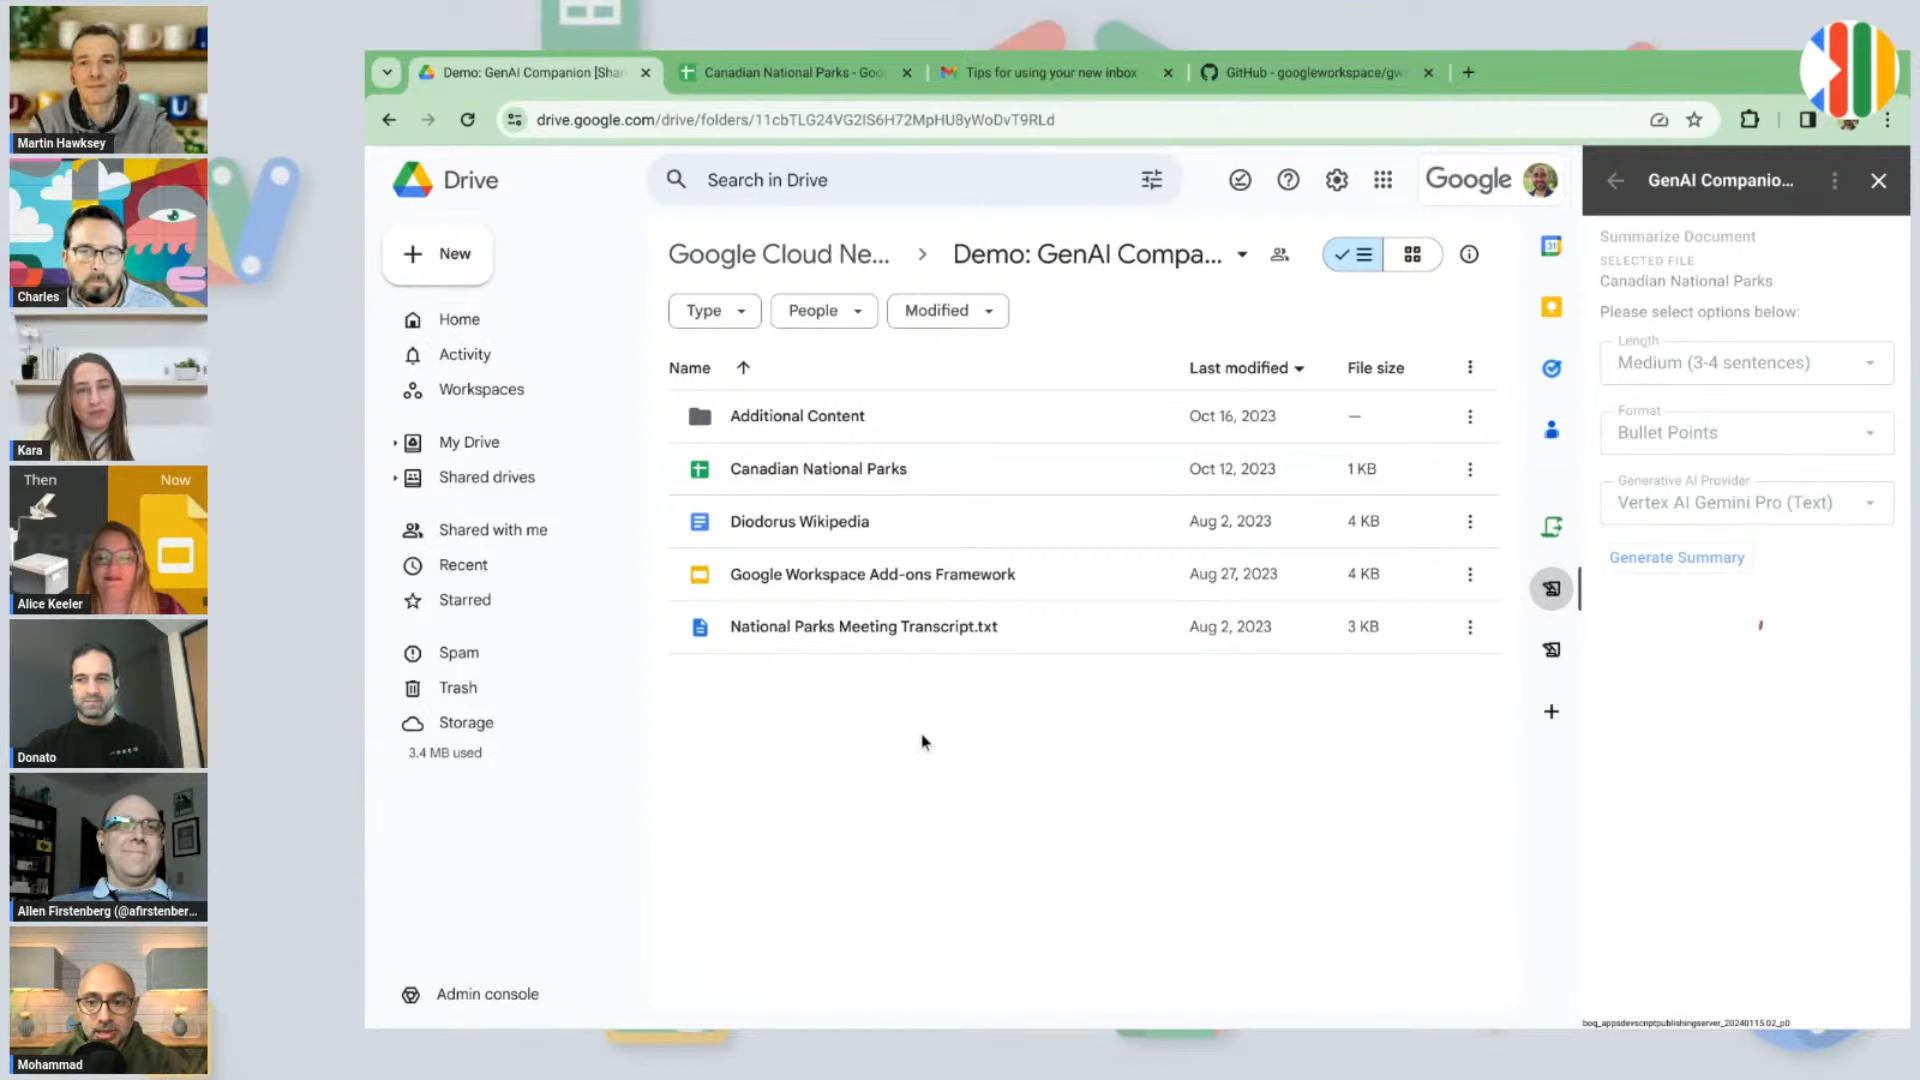 Martin Hawksey
Charles
Kara
Then
Now
Alice Keeler
Donato
Allen Firstenberg (@afirstenber...
Mohammad
Demo: GenAI Companion [Shar
Canadian National Parks - Goo
Tips for using your new inbox
GitHub - googleworkspace/gw
drive.google.com/drive/folders/11cbTLG24VG2IS6H72MpHU8yWoDvT9RLd
Drive
Search in Drive
Google
New
Home
Activity
Workspaces
My Drive
Shared drives
Shared with me
Recent
Starred
Spam
Trash
Storage
3.4 MB used
Admin console
Google Cloud Ne... > Demo: GenAI Compa...
Type
People
Modified
Name
Last modified
File size
Additional Content Oct 16, 2023 —
Canadian National Parks Oct 12, 2023 1 KB
Diodorus Wikipedia Aug 2, 2023 4 KB
Google Workspace Add-ons Framework Aug 27, 2023 4 KB
National Parks Meeting Transcript.txt Aug 2, 2023 3 KB
31
GenAI Companio...
Summarize Document
SELECTED FILE
Canadian National Parks
Please select options below:
Length
Medium (3-4 sentences)
Format
Bullet Points
Generative AI Provider
Vertex AI Gemini Pro (Text)
Generate Summary
boq_appsdevscriptpublishingserver_20240115.02_p0